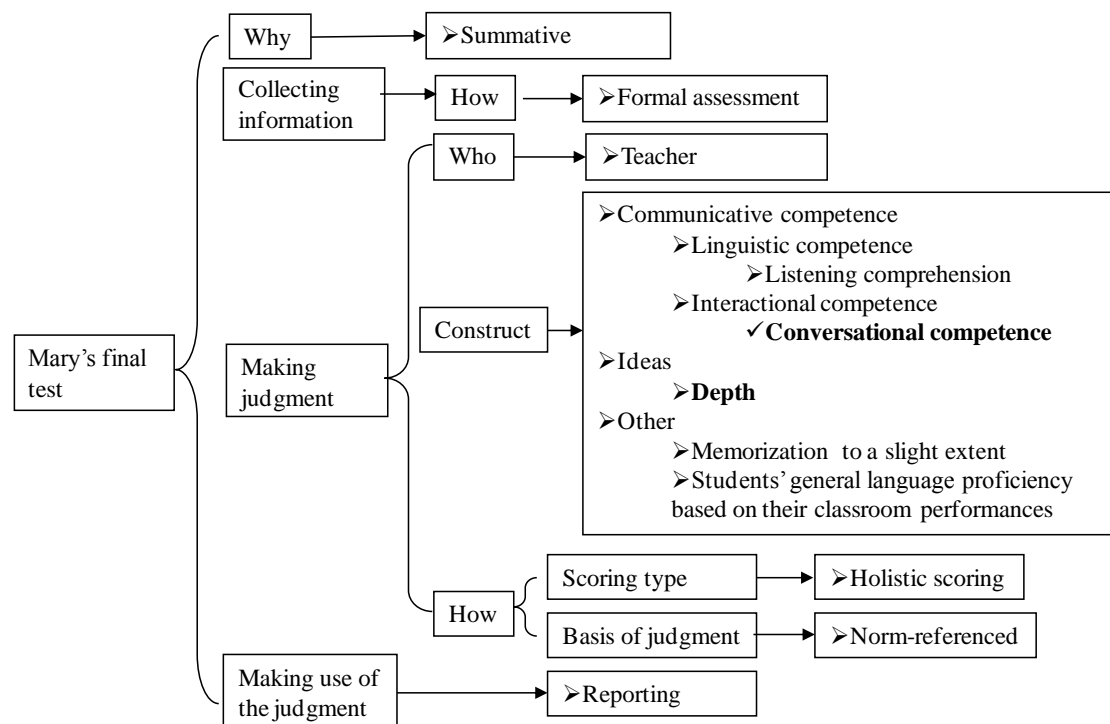 Why
➢Summative
Collecting
information
How
➢Formal assessment
Who
➢Teacher
➢Communicative competence
➢Linguistic competence
➢Listening comprehension
➢Interactional competence
✓Conversational competence
➢Ideas
➢Depth
➢Other
➢Memorization to a slight extent
➢Students' general language proficiency
based on their classroom performances
Construct
Mary's final
test
Making
judgment
How
Scoring type
➢Holistic scoring
Basis of judgment
➢Norm-referenced
Making use of
the judgment
➢Reporting